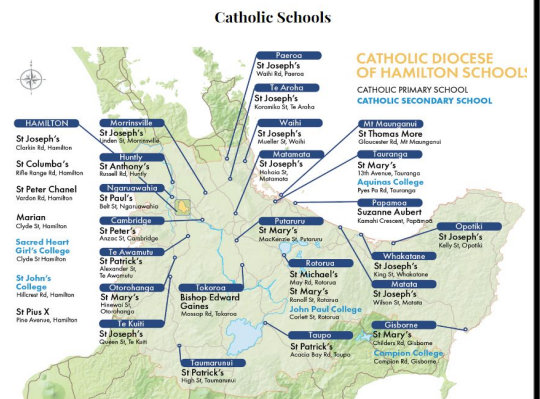 Catholic Schools
CATHOLIC DIOCESE
OF HAMILTON SCHOOLS
CATHOLIC PRIMARY SCHOOL
CATHOLIC SECONDARY SCHOOL
HAMILTON
St Joseph's
Clarkin Rd, Hamilton
St Columba's
Rifle Range Rd, Hamilton
St Peter Chanel
Vardon Rd, Hamilton
Marian
Clyde St, Hamilton
Sacred Heart
Girl's College
Clyde St Hamilton
St John's
College
Hillcrest Rd, Hamilton
St Pius X
Pine Avenue, Hamilton
Morrinsville
St Joseph's
Linden St, Morrinsville
Huntly
St Anthony's
Russell Rd, Huntly
Ngaruawahia
St Paul's
Belt St, Ngaruawahia
Cambridge
St Peter's
Anzac St, Cambridge
Te Awamutu
St Patrick's
Alexander St,
Te Awamutu
Otorohanga
St Mary's
Hinewai St,
Otorohanga
Te Kuiti
St Joseph's
Queen St, Te Kuiti
Paeroa
St Joseph's
Waihi Rd, Paeroa
Te Aroha
St Joseph's
Koromiko St, Te Aroha
Waihi
St Joseph's
Mueller St, Waihi
Matamata
St Joseph's
Hohaia St,
Matamata
Mt Maunganui
St Thomas More
Gloucester Rd, Mt Maunganui
Tauranga
St Mary's
13th Avenue, Tauranga
Aquinas College
Pyes Pa Rd, Tauranga
Papamoa
Suzanne Aubert
Kamahi Crescent, Papamoa
Putaruru
St Mary's
MacKenzie St, Putaruru
Opotiki
St Joseph's
Kelly St, Opotiki
Whakatane
St Joseph's
King St, Whakatane
Matata
St Joseph's
Wilson St, Matata
Rotorua
St Michael's
May Rd, Rotorua
St Mary's
Ranolf St, Rotorua
John Paul College
Corlett St, Rotorua
Tokoroa
Bishop Edward
Gaines
Mossop Rd, Tokoroa
Taupo
St Patrick's
Acacia Bay Rd, Taupo
Gisborne
St Mary's
Childers Rd, Gisborne
Campion College
Campion Rd, Gisborne
Taumarunui
St Patrick's
High St, Taumarunui